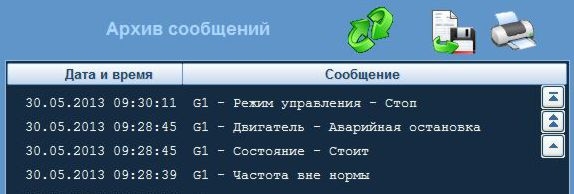 Архив сообщений
Дата и время Сообщение
30.05.2013 09:30:11 G1 - Режим управления - Стоп
30.05.2013 09:28:45 G1 - Двигатель - Аварийная остановка
30.05.2013 09:28:45 G1 - Состояние - Стоит
30.05.2013 09:28:39 G1 - Частота вне нормы